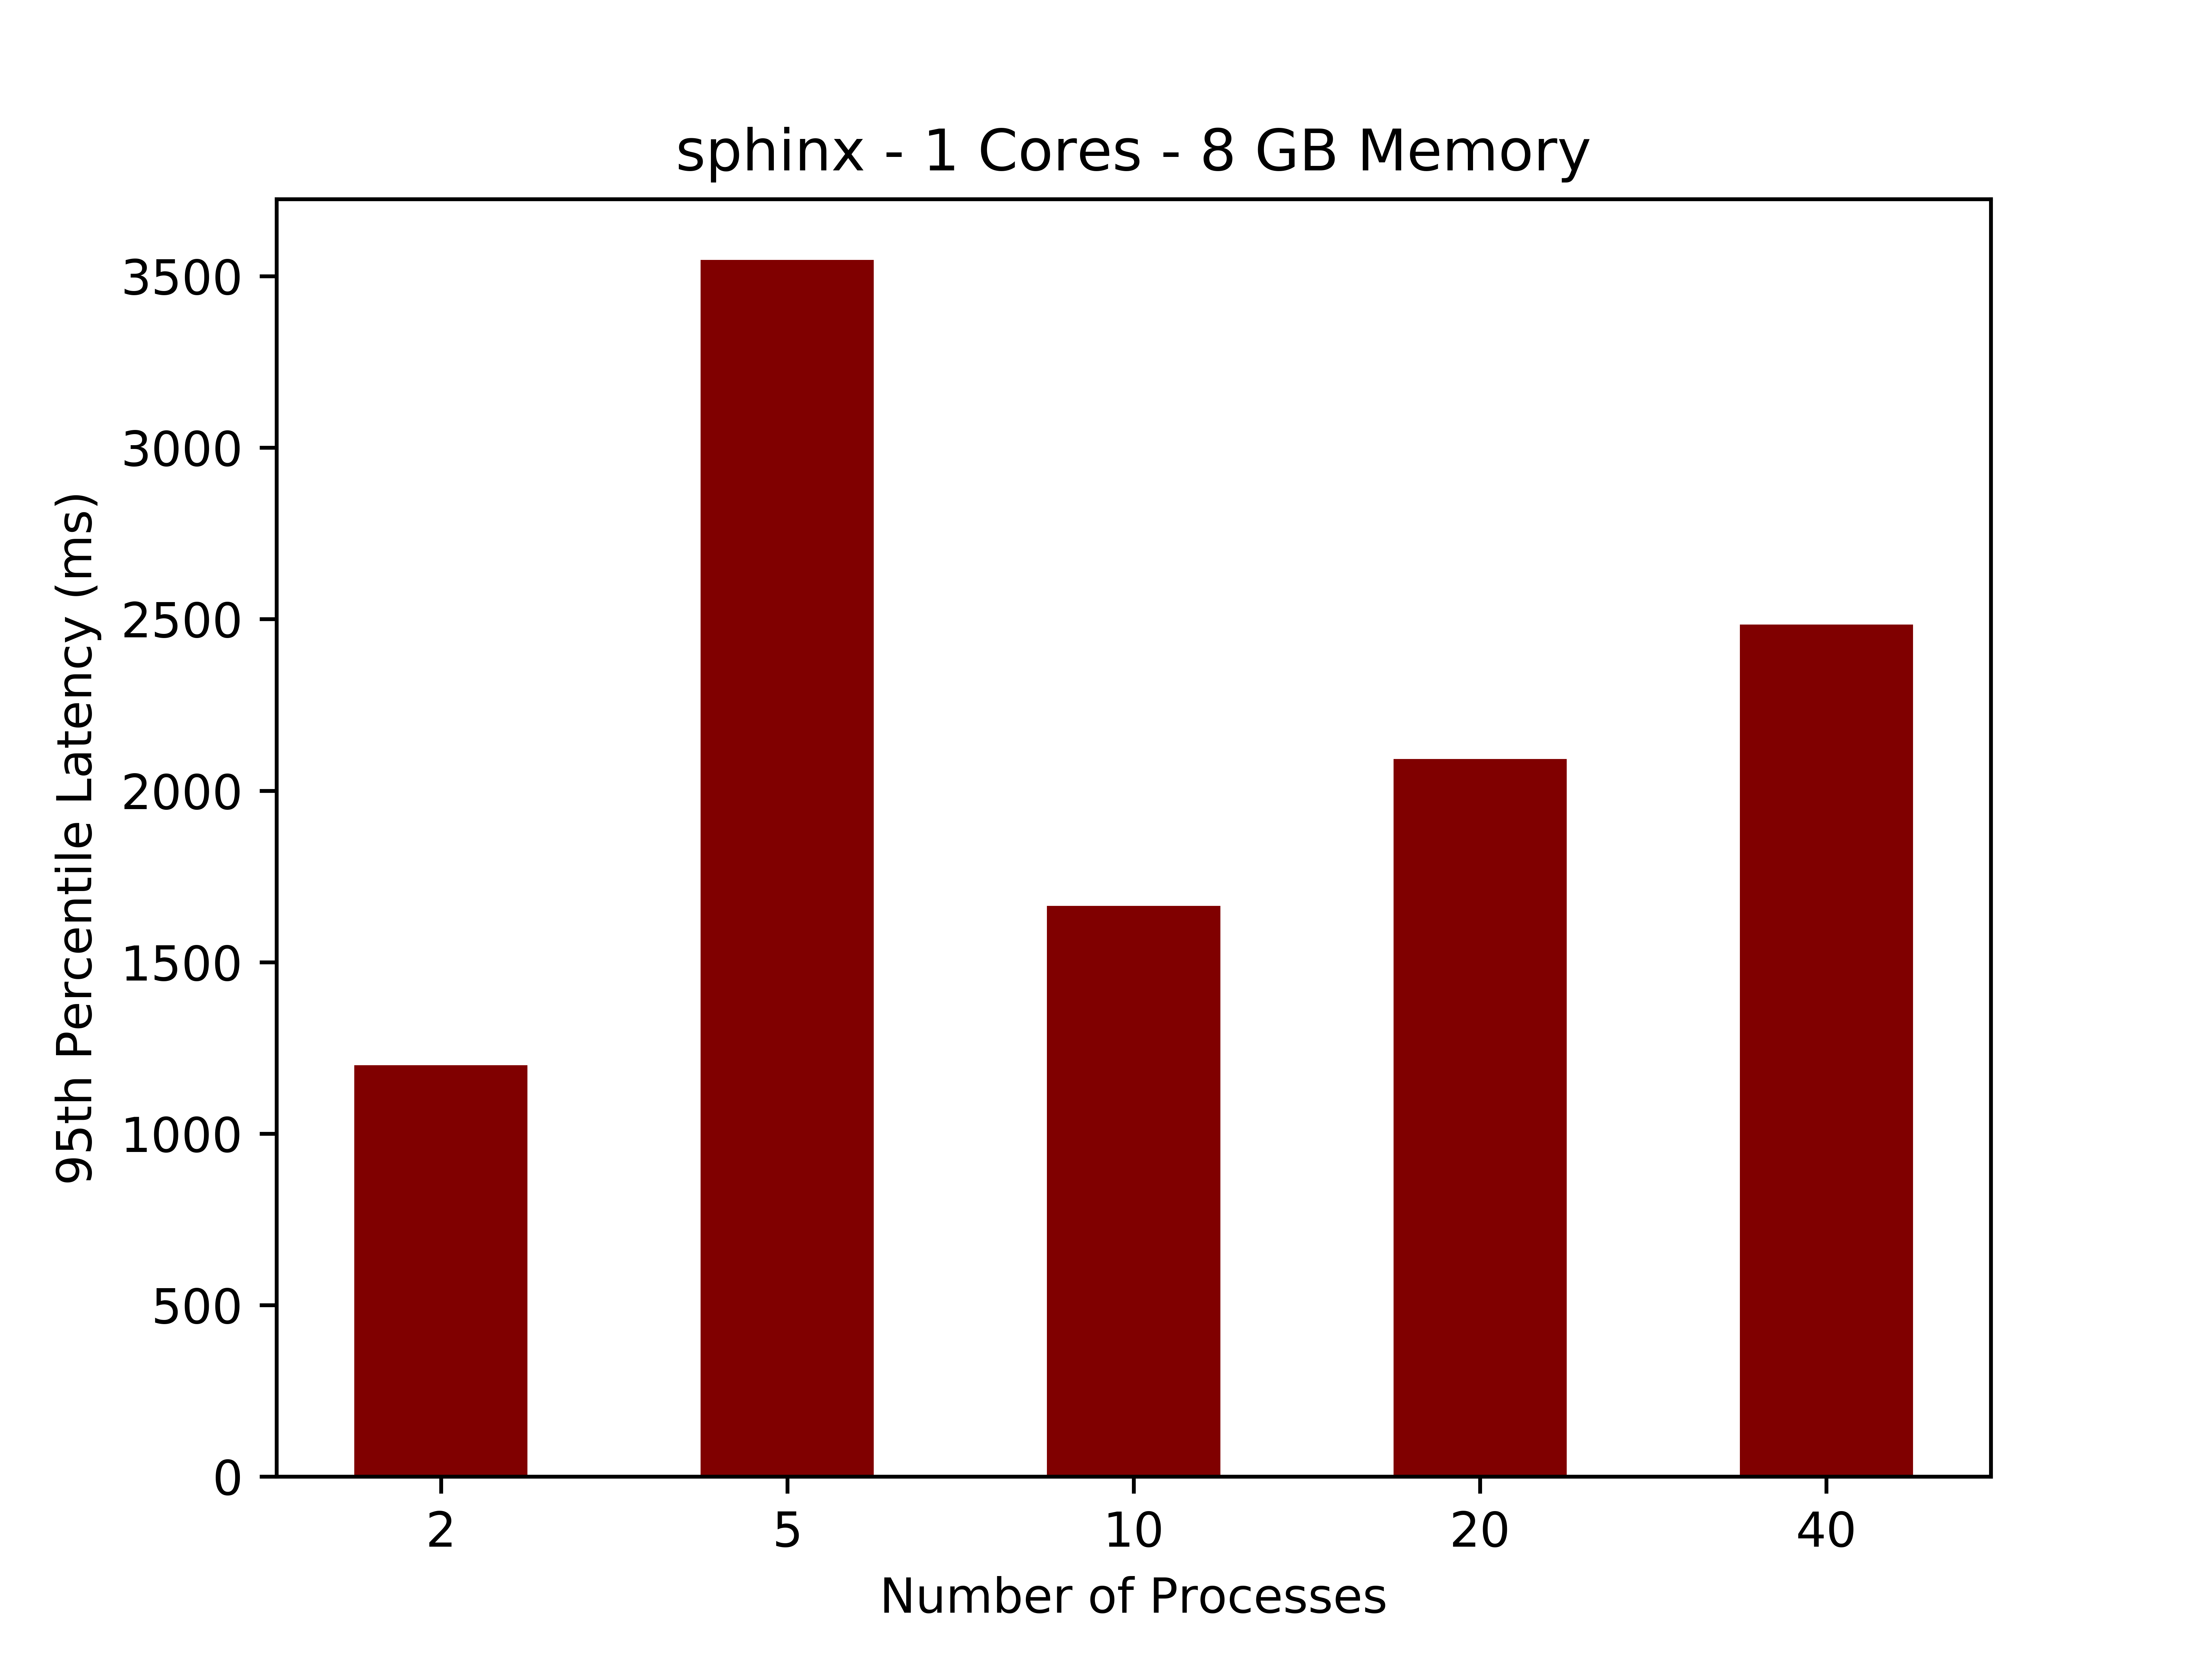 sphinx - 1 Cores - 8 GB Memory
95th Percentile Latency (ms)
3500
3000
2500
2000
1500
1000
500
0
2 5 10 20 40
Number of Processes